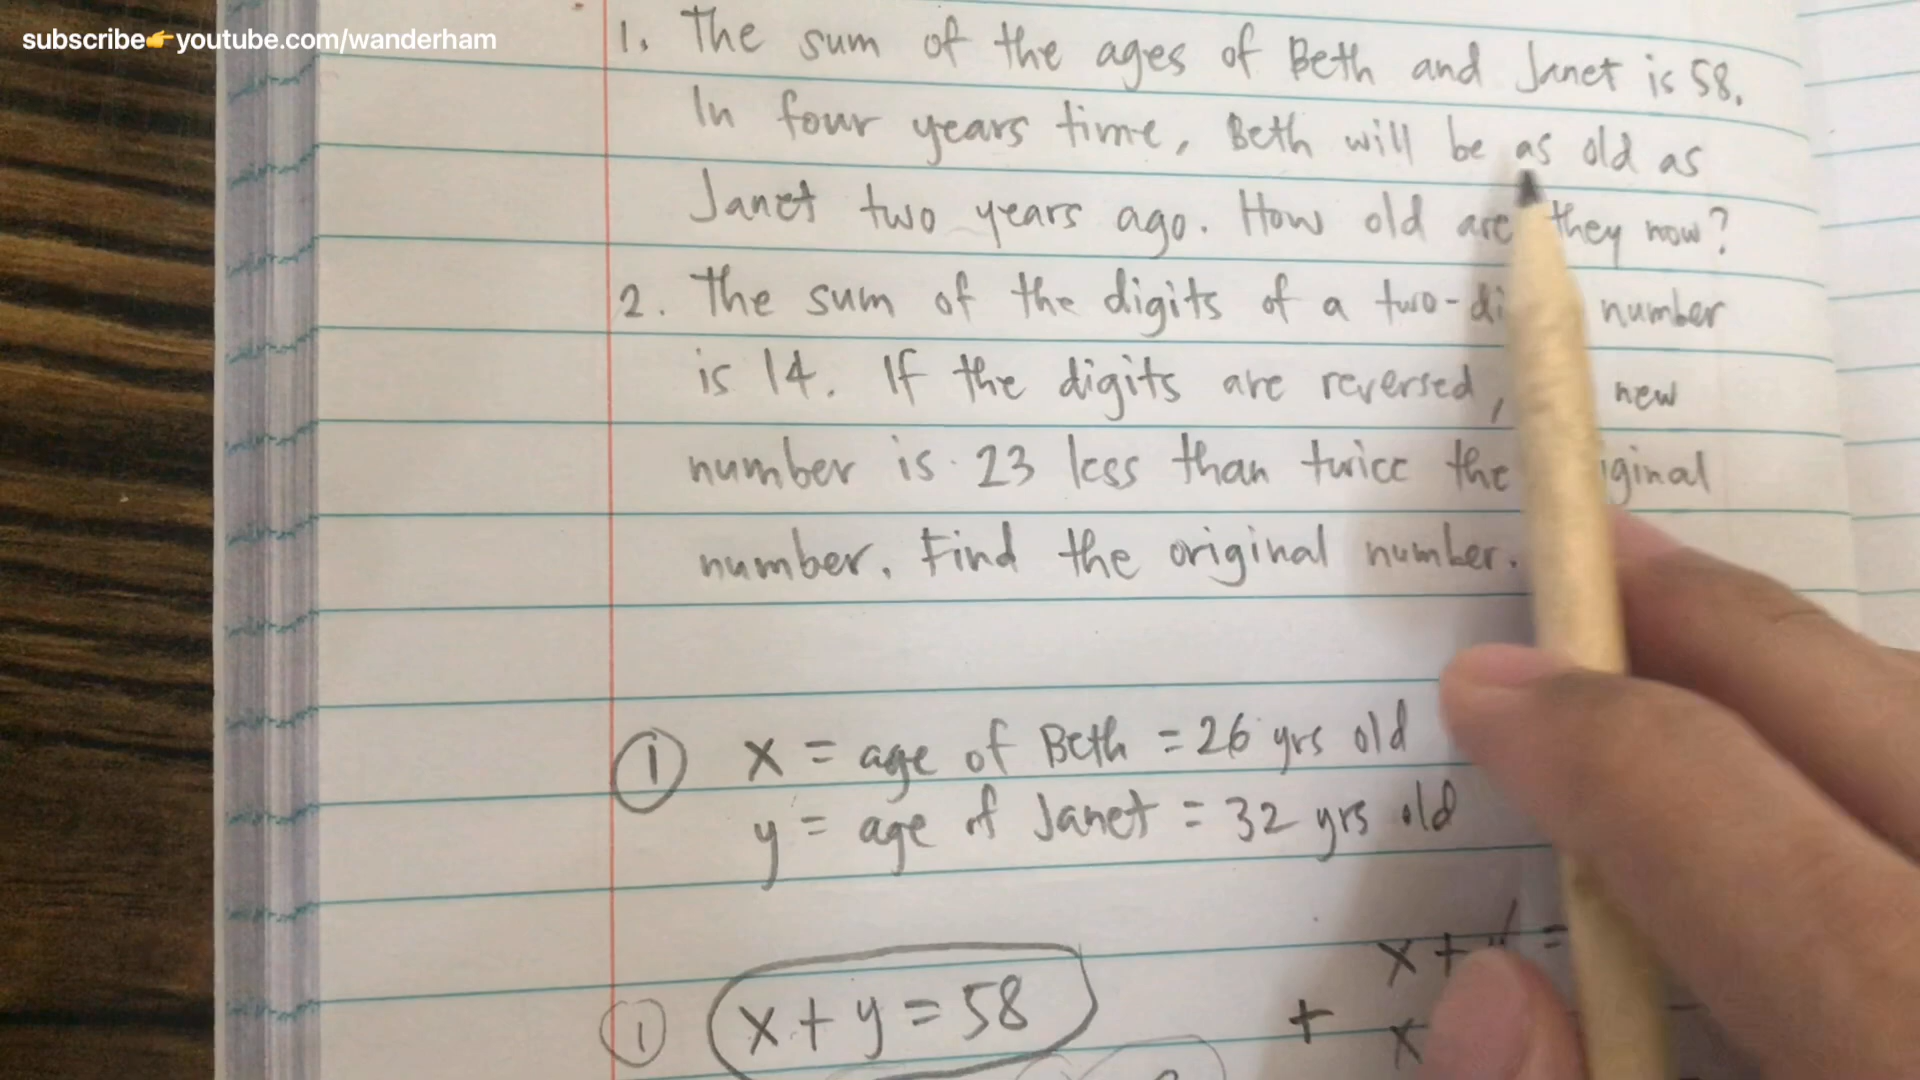 subscribe👉youtube.com/wanderham
1. The sum of the ages of Beth and Janet is 58.
In four years time, Beth will be as old as
Janet two years ago. How old are they now?
2. The sum of the digits of a two-di number
is 14. If the digits are reversed, new
number is 23 less than twice the iginal
number. Find the original number.
① x = age of Beth = 26 yrs old
y = age of Janet = 32 yrs old
x + y =
① x + y = 58
+ x